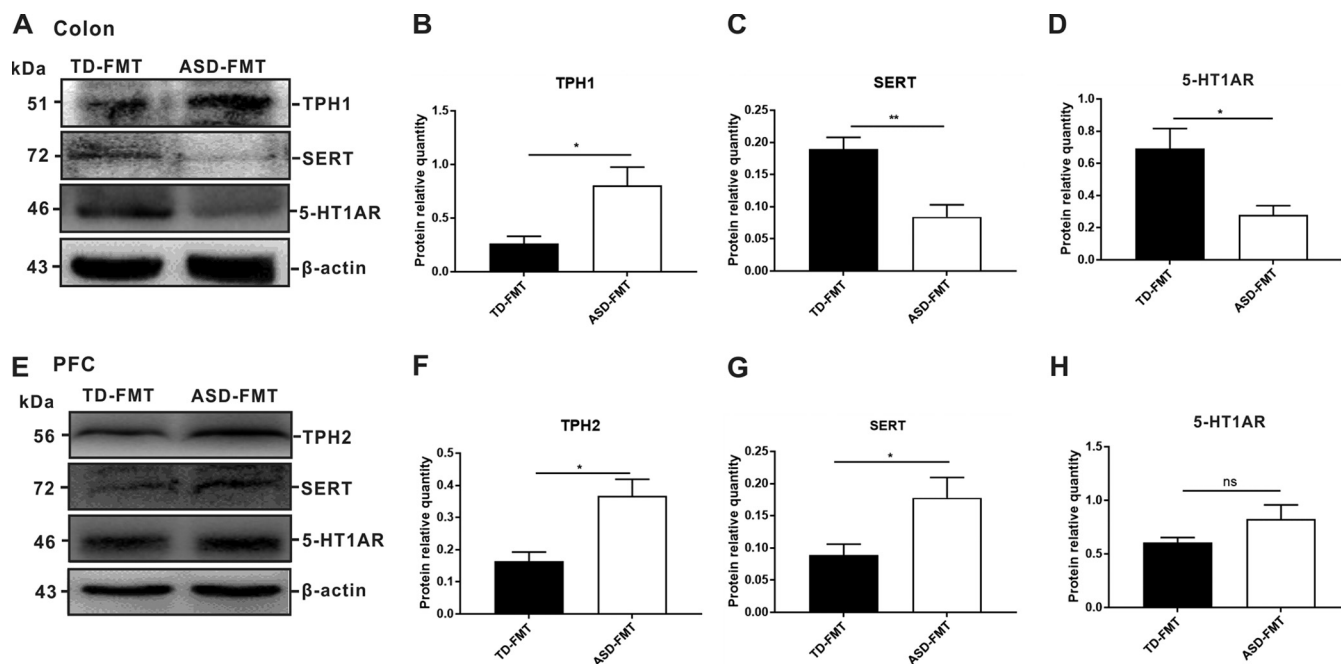 A Colon
kDa
TD-FMT ASD-FMT
51 TPH1
72 SERT
46 5-HT1AR
43 β-actin
B
TPH1
Protein relative quantity
1.5
1.0
0.5
0.0
*
TD-FMT
ASD-FMT
C
SERT
Protein relative quantity
0.20
0.15
0.10
0.05
0.00
**
TD-FMT
ASD-FMT
D
5-HT1AR
Protein relative quantity
1.0
0.8
0.6
0.4
0.2
0.0
*
TD-FMT
ASD-FMT
E PFC
kDa
TD-FMT ASD-FMT
56 TPH2
72 SERT
46 5-HT1AR
43 β-actin
F
TPH2
Protein relative quantity
0.5
0.4
0.3
0.2
0.1
0.0
*
TD-FMT
ASD-FMT
G
SERT
Protein relative quantity
0.25
0.20
0.15
0.10
0.05
0.00
*
TD-FMT
ASD-FMT
H
5-HT1AR
Protein relative quantity
1.5
1.0
0.5
0.0
ns
TD-FMT
ASD-FMT